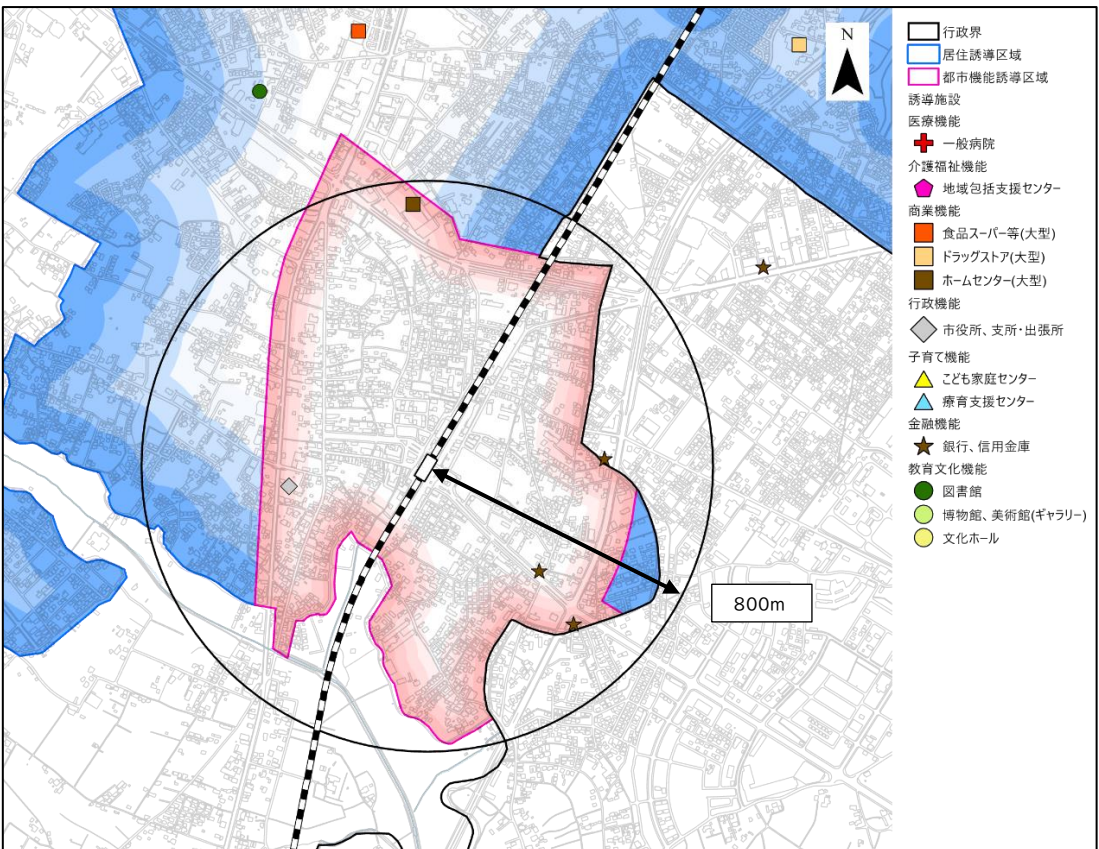 N
800m
行政界
居住誘導区域
都市機能誘導区域
誘導施設
医療機能
一般病院
介護福祉機能
地域包括支援センター
商業機能
食品スーパー等(大型)
ドラッグストア(大型)
ホームセンター(大型)
行政機能
市役所、支所・出張所
子育て機能
こども家庭センター
療育支援センター
金融機能
銀行、信用金庫
教育文化機能
図書館
博物館、美術館(ギャラリー)
文化ホール